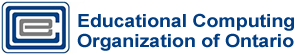 Educational Computing
Organization of Ontario